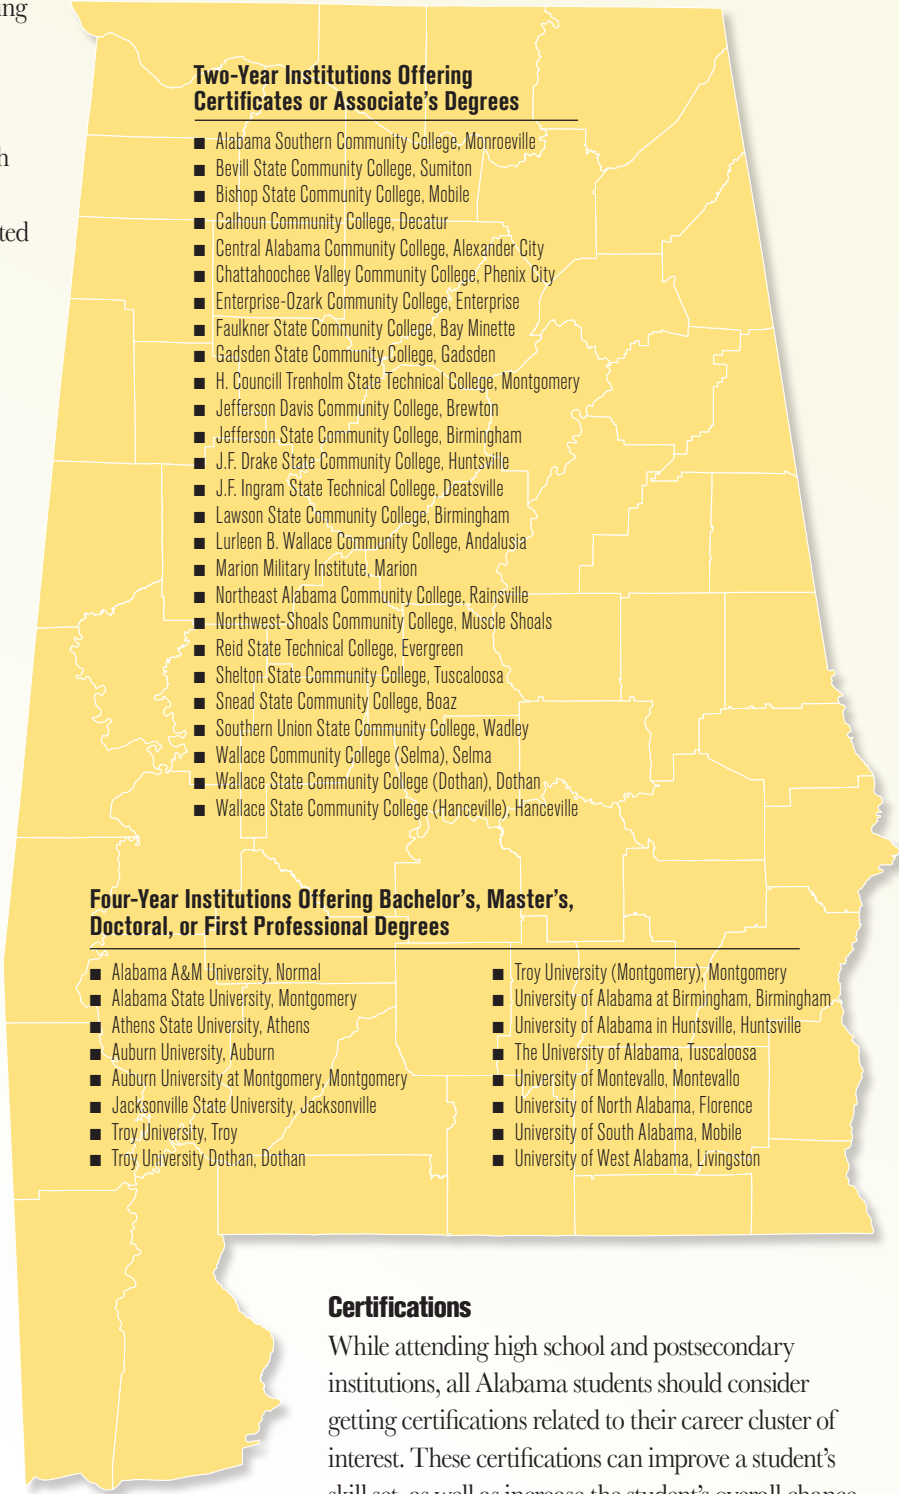 Two-Year Institutions Offering
Certificates or Associate's Degrees
■ Alabama Southern Community College, Monroeville
■ Bevill State Community College, Sumiton
■ Bishop State Community College, Mobile
■ Calhoun Community College, Decatur
■ Central Alabama Community College, Alexander City
■ Chattahoochee Valley Community College, Phenix City
■ Enterprise-Ozark Community College, Enterprise
■ Faulkner State Community College, Bay Minette
■ Gadsden State Community College, Gadsden
■ H. Councill Trenholm State Technical College, Montgomery
■ Jefferson Davis Community College, Brewton
■ Jefferson State Community College, Birmingham
■ J.F. Drake State Community College, Huntsville
■ J.F. Ingram State Technical College, Deatsville
■ Lawson State Community College, Birmingham
■ Lurleen B. Wallace Community College, Andalusia
■ Marion Military Institute, Marion
■ Northeast Alabama Community College, Rainsville
■ Northwest-Shoals Community College, Muscle Shoals
■ Reid State Technical College, Evergreen
■ Shelton State Community College, Tuscaloosa
■ Snead State Community College, Boaz
■ Southern Union State Community College, Wadley
■ Wallace Community College (Selma), Selma
■ Wallace State Community College (Dothan), Dothan
■ Wallace State Community College (Hanceville), Hanceville
Four-Year Institutions Offering Bachelor's, Master's,
Doctoral, or First Professional Degrees
■ Alabama A&M University, Normal
■ Alabama State University, Montgomery
■ Athens State University, Athens
■ Auburn University, Auburn
■ Auburn University at Montgomery, Montgomery
■ Jacksonville State University, Jacksonville
■ Troy University, Troy
■ Troy University Dothan, Dothan
■ Troy University (Montgomery), Montgomery
■ University of Alabama at Birmingham, Birmingham
■ University of Alabama in Huntsville, Huntsville
■ The University of Alabama, Tuscaloosa
■ University of Montevallo, Montevallo
■ University of North Alabama, Florence
■ University of South Alabama, Mobile
■ University of West Alabama, Livingston
Certifications
While attending high school and postsecondary
institutions, all Alabama students should consider
getting certifications related to their career cluster of
interest. These certifications can improve a student's
skill set, as well as increase the student's overall chance